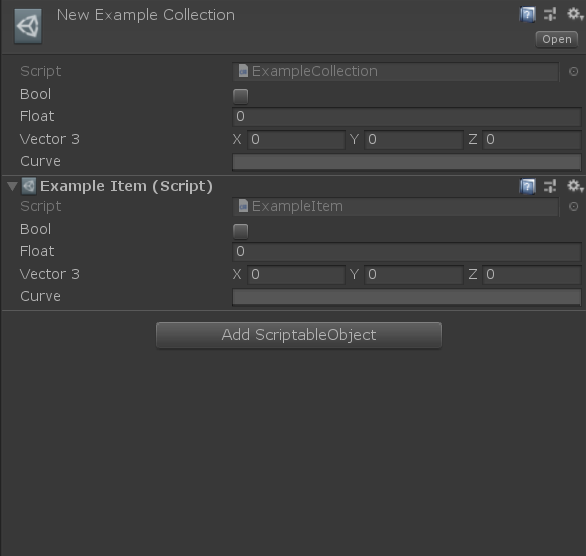 New Example Collection
Open
Script ExampleCollection
Bool
Float 0
Vector 3 X 0 Y 0 Z 0
Curve
Example Item (Script)
Script ExampleItem
Bool
Float 0
Vector 3 X 0 Y 0 Z 0
Curve
Add ScriptableObject